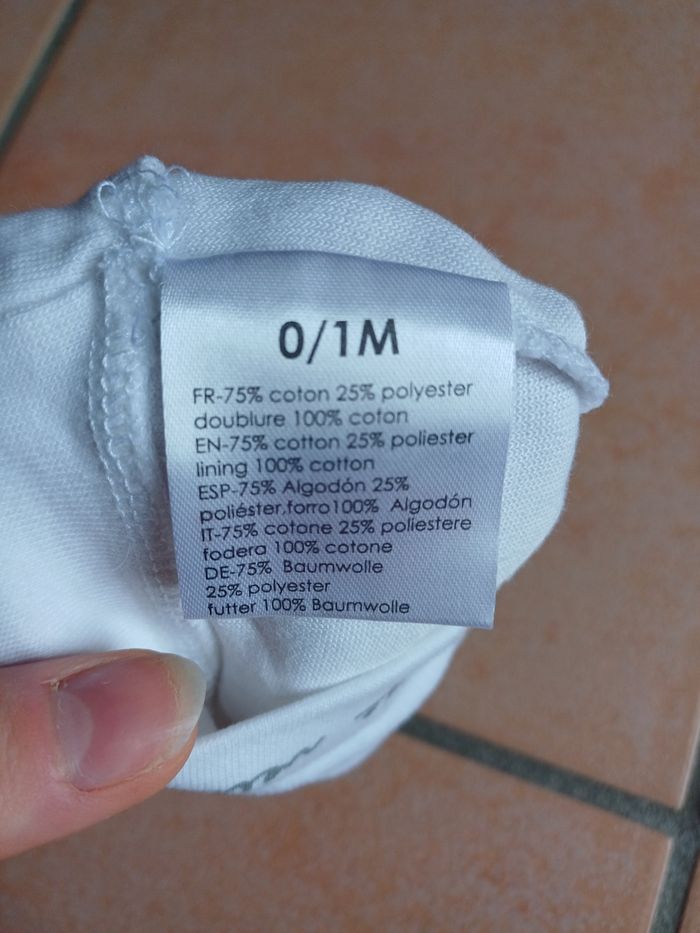 0/1M
FR-75% coton 25% polyester
doublure 100% coton
EN-75% cotton 25% poliester
lining 100% cotton
ESP-75% Algodón 25%
poliéster,forro100% Algodón
IT-75% cotone 25% poliestere
fodera 100% cotone
DE-75% Baumwolle
25% polyester
futter 100% Baumwolle